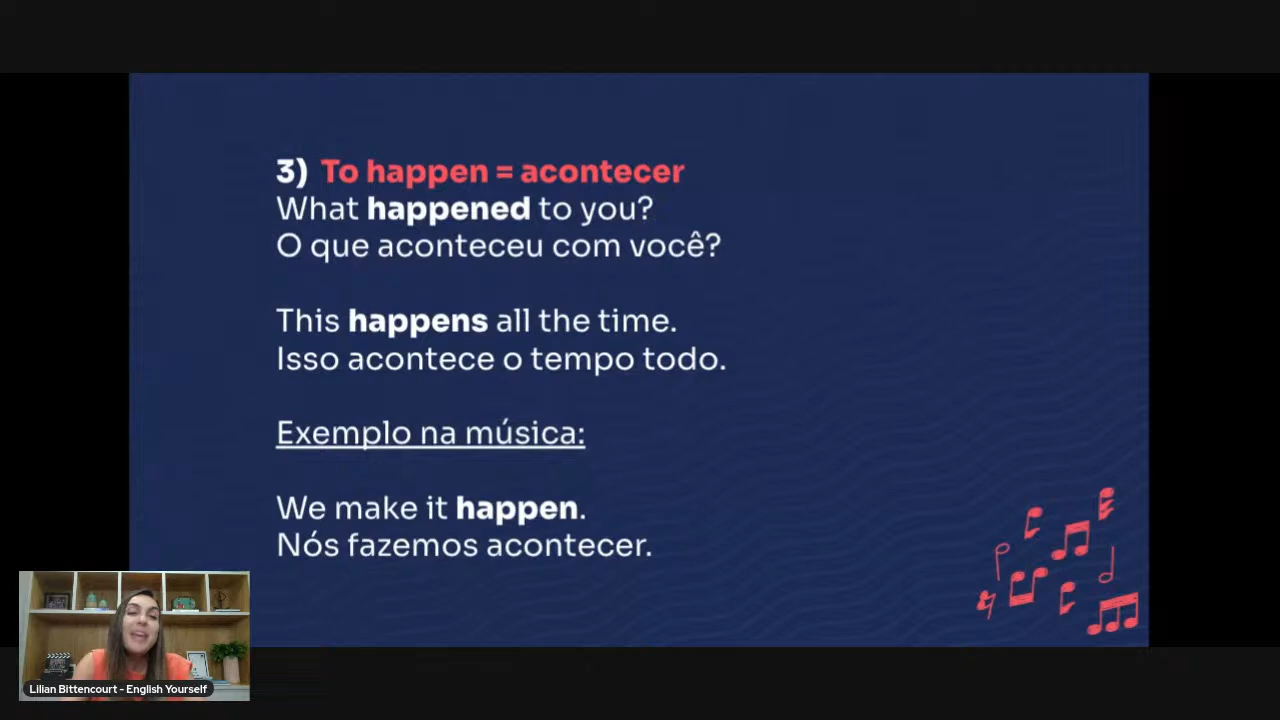 3) To happen = acontecer
What happened to you?
O que aconteceu com você?
This happens all the time.
Isso acontece o tempo todo.
Exemplo na música:
We make it happen.
Nós fazemos acontecer.
Lilian Bittencourt - English Yourself